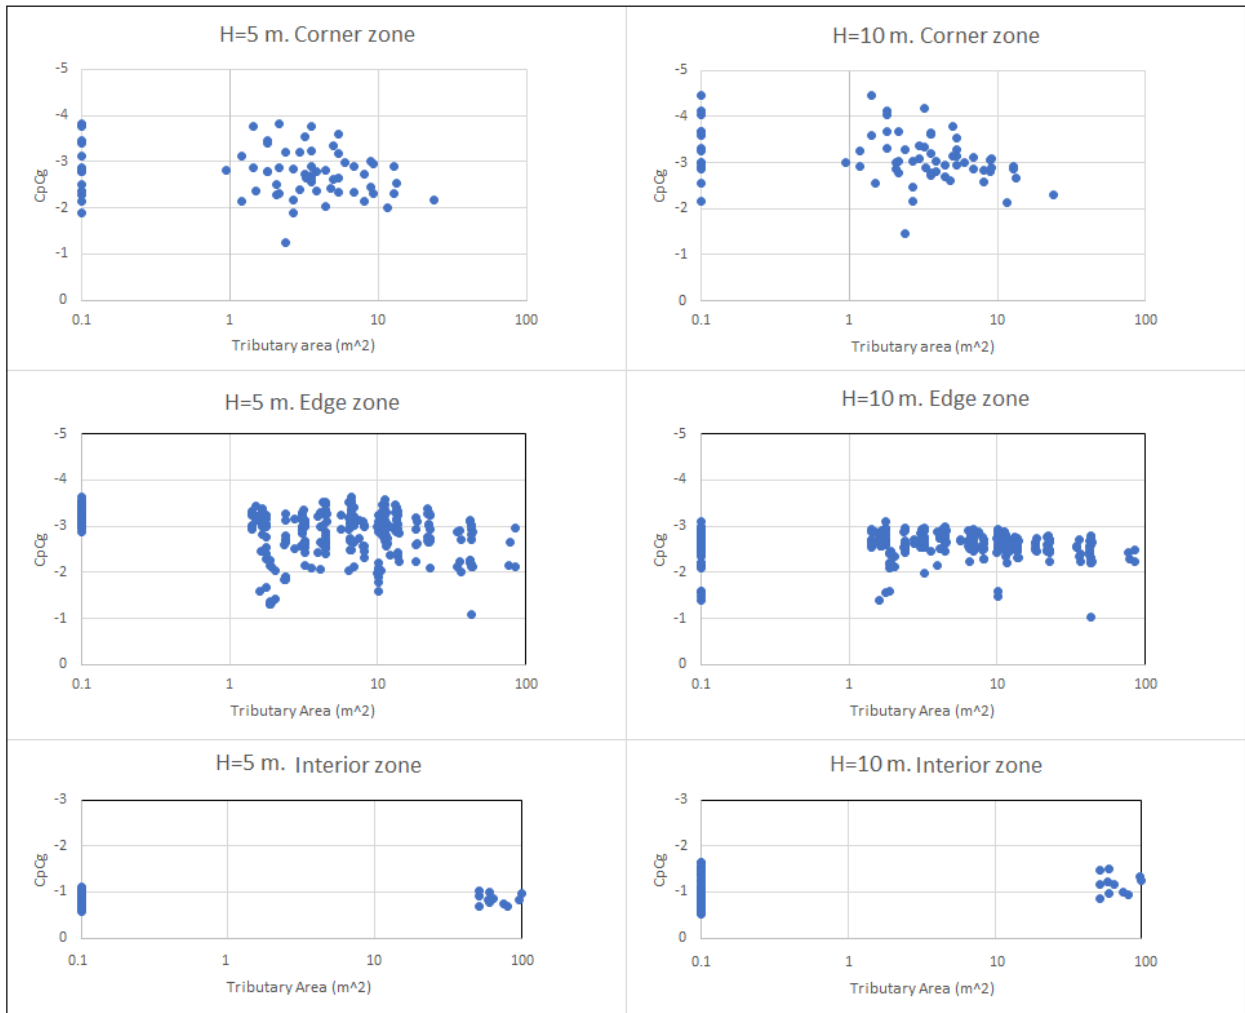 H=5 m. Corner zone
-5
-4
-3
-2
-1
0
CpCg
0.1 1 10 100
Tributary area (m^2)
H=10 m. Corner zone
-5
-4
-3
-2
-1
0
CpCg
0.1 1 10 100
Tributary area (m^2)
H=5 m. Edge zone
-5
-4
-3
-2
-1
0
CpCg
0.1 1 10 100
Tributary Area (m^2)
H=10 m. Edge zone
-5
-4
-3
-2
-1
0
CpCg
0.1 1 10 100
Tributary Area (m^2)
H=5 m. Interior zone
-3
-2
-1
0
CpCg
0.1 1 10 100
Tributary Area (m^2)
H=10 m. Interior zone
-3
-2
-1
0
CpCg
0.1 1 10 100
Tributary Area (m^2)